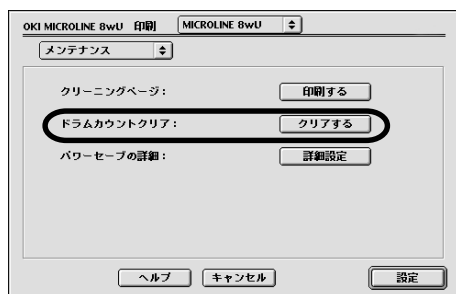 OKI MICROLINE 8wU 印刷 MICROLINE 8wU
メンテナンス
クリーニングページ： 印刷する
ドラムカウントクリア： クリアする
パワーセーブの詳細： 詳細設定
ヘルプ キャンセル 設定